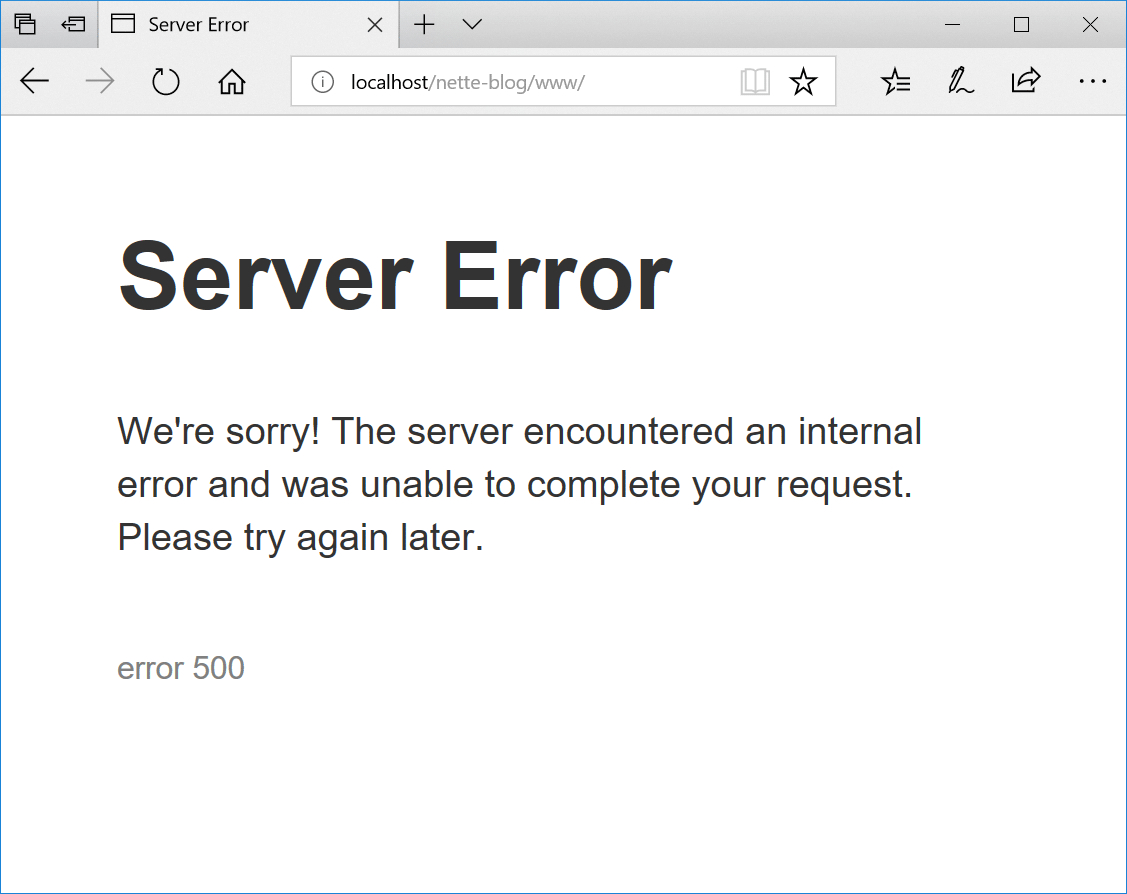 Server Error
localhost/nette-blog/www/
Server Error
We're sorry! The server encountered an internal
error and was unable to complete your request.
Please try again later.
error 500